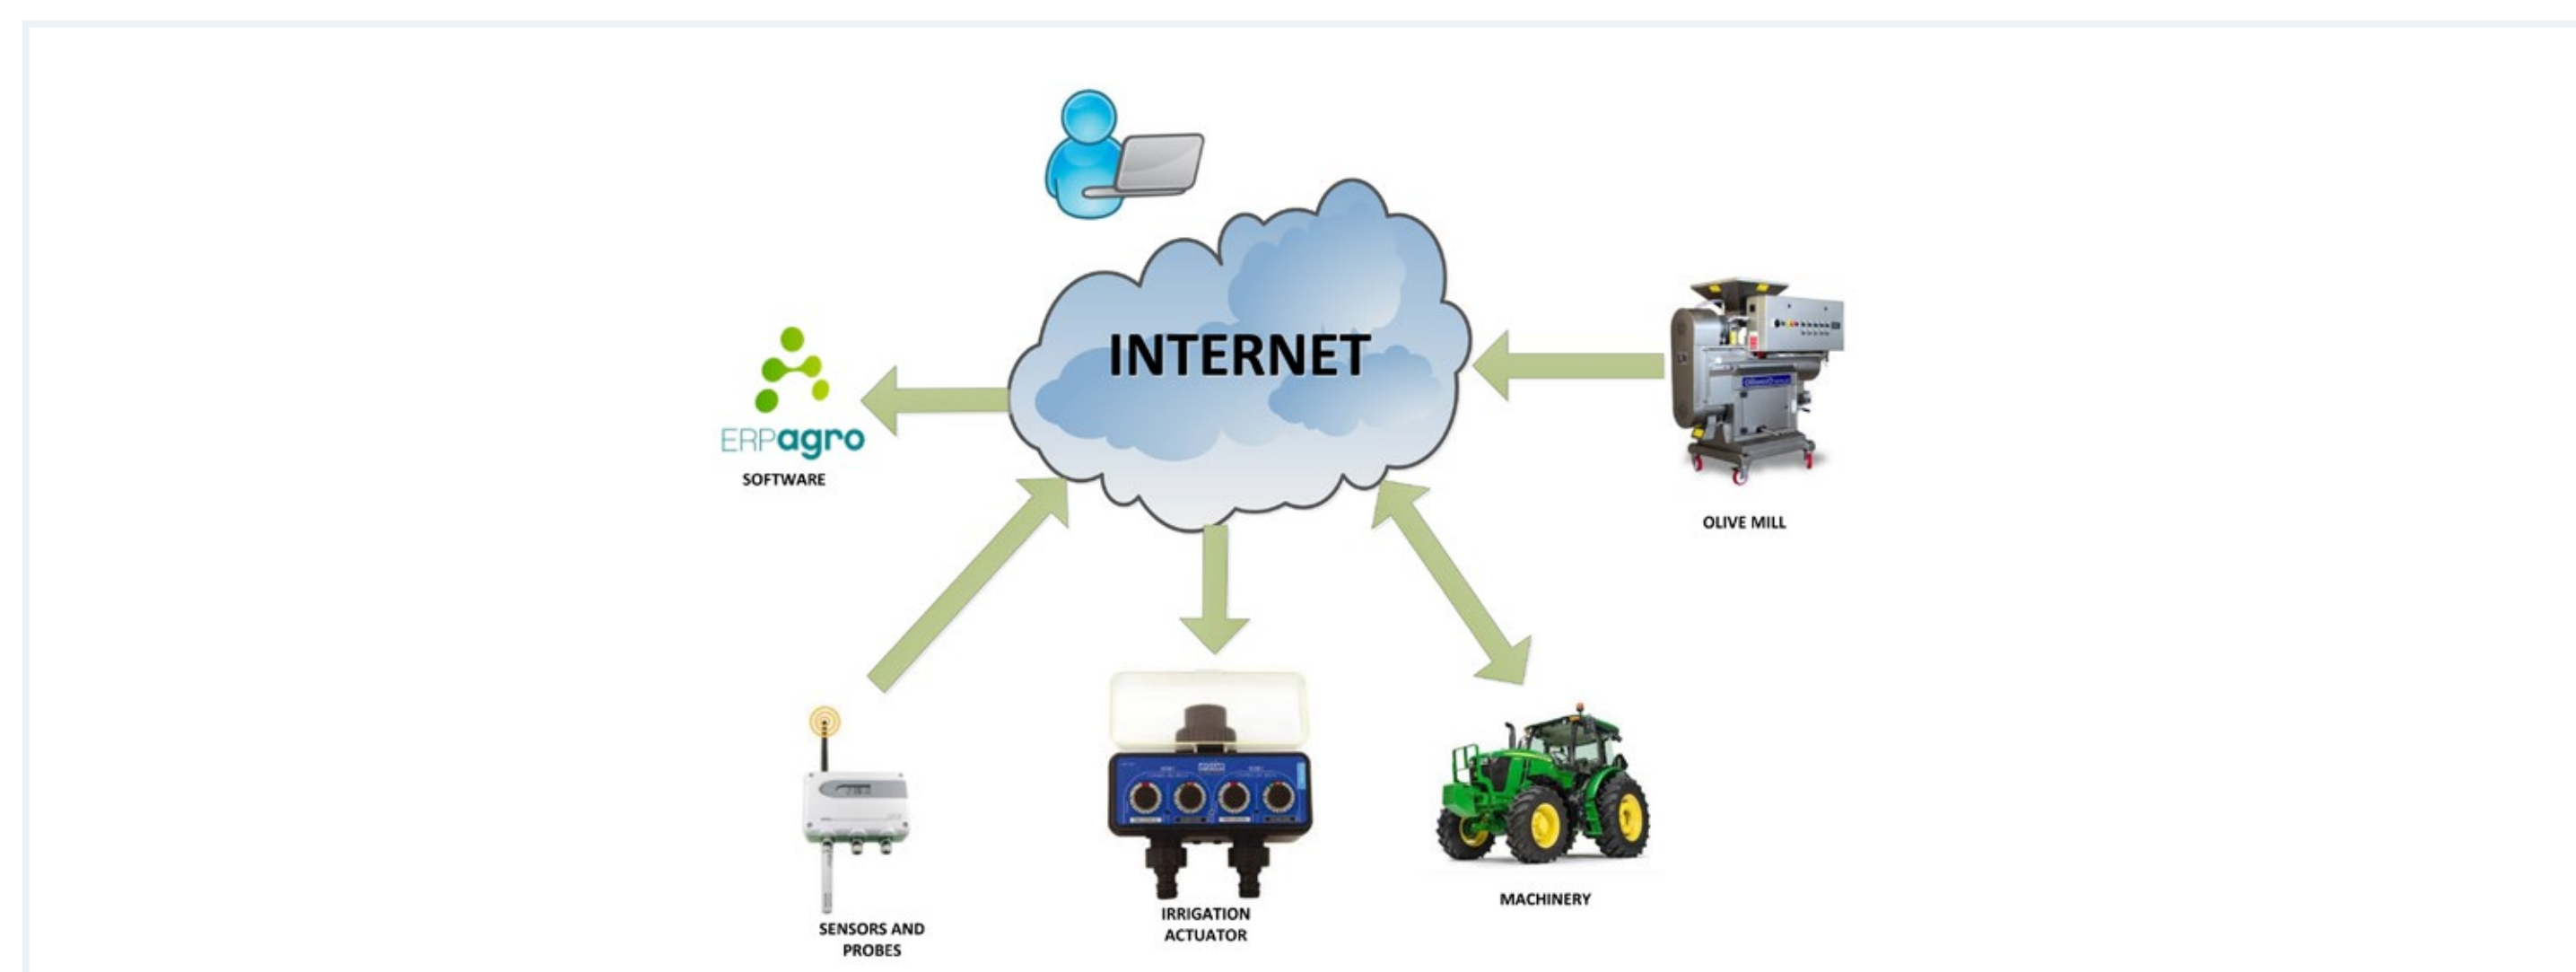 INTERNET
ERPagro
SOFTWARE
OLIVE MILL
SENSORS AND
PROBES
IRRIGATION
ACTUATOR
MACHINERY